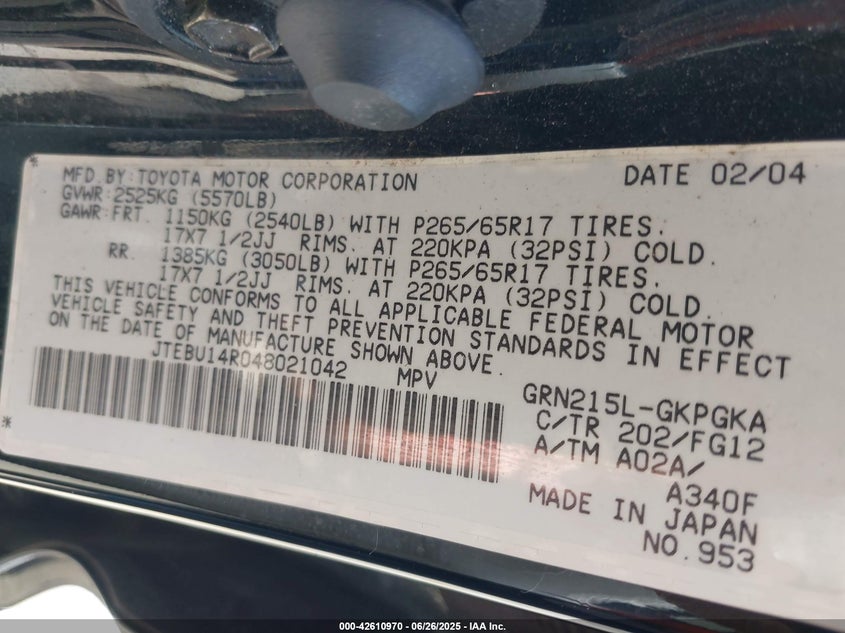 MFD.BY:TOYOTA MOTOR CORPORATION DATE 02/04
GVWR:2525KG (5570LB)
GAWR:FRT. 1150KG (2540LB) WITH P265/65R17 TIRES.
17X7 1/2JJ RIMS. AT 220KPA (32PSI) COLD.
RR. 1385KG (3050LB) WITH P265/65R17 TIRES.
17X7 1/2JJ RIMS. AT 220KPA (32PSI) COLD.
THIS VEHICLE CONFORMS TO ALL APPLICABLE FEDERAL MOTOR
VEHICLE SAFETY AND THEFT PREVENTION STANDARDS IN EFFECT
ON THE DATE OF MANUFACTURE SHOWN ABOVE.
JTEBU14R048021042 MPV
GRN215L-GKPGKA
C/TR 202/FG12
A/TM A02A/
A340F
MADE IN JAPAN
NO.953
000-42610970 - 06/26/2025 - IAA Inc.